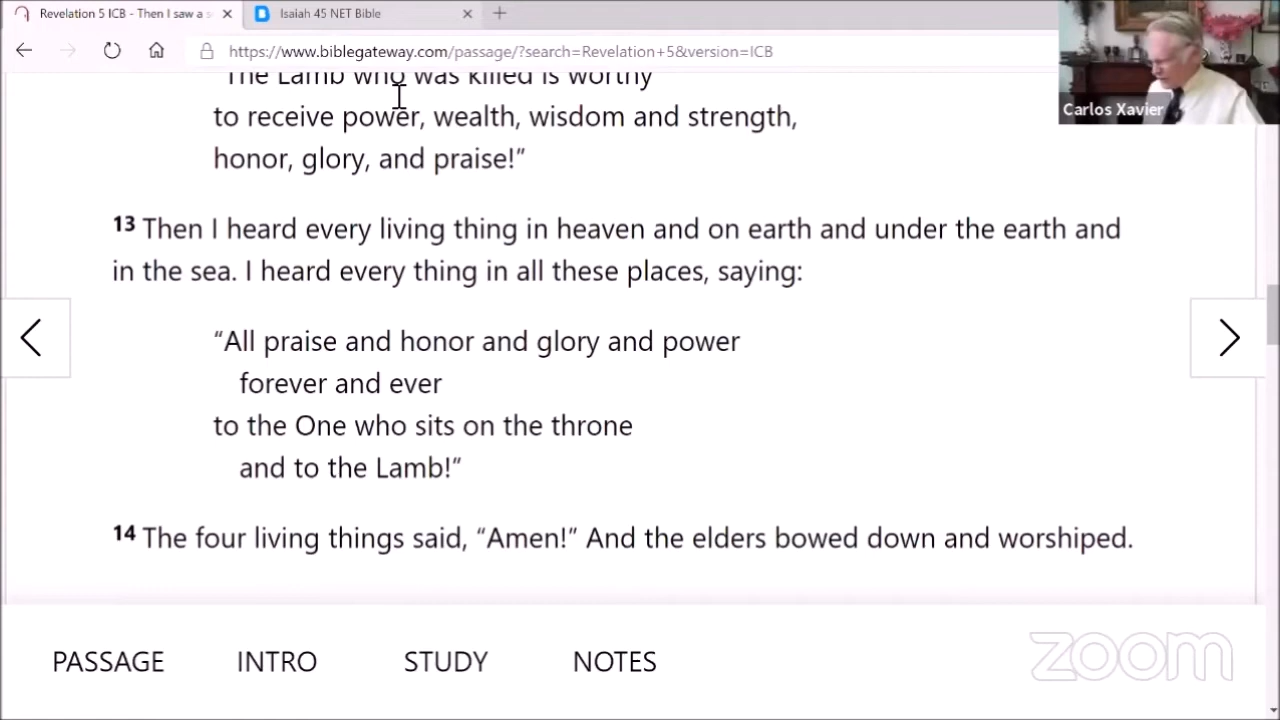 Revelation 5 ICB - Then I saw a s
Isaiah 45 NET Bible
https://www.biblegateway.com/passage/?search=Revelation+5&version=ICB
Carlos Xavier
"The Lamb who was killed is worthy
to receive power, wealth, wisdom and strength,
honor, glory, and praise!”
13 Then I heard every living thing in heaven and on earth and under the earth and
in the sea. I heard every thing in all these places, saying:
“All praise and honor and glory and power
forever and ever
to the One who sits on the throne
and to the Lamb!”
14 The four living things said, “Amen!” And the elders bowed down and worshiped.
PASSAGE INTRO STUDY NOTES
zoom